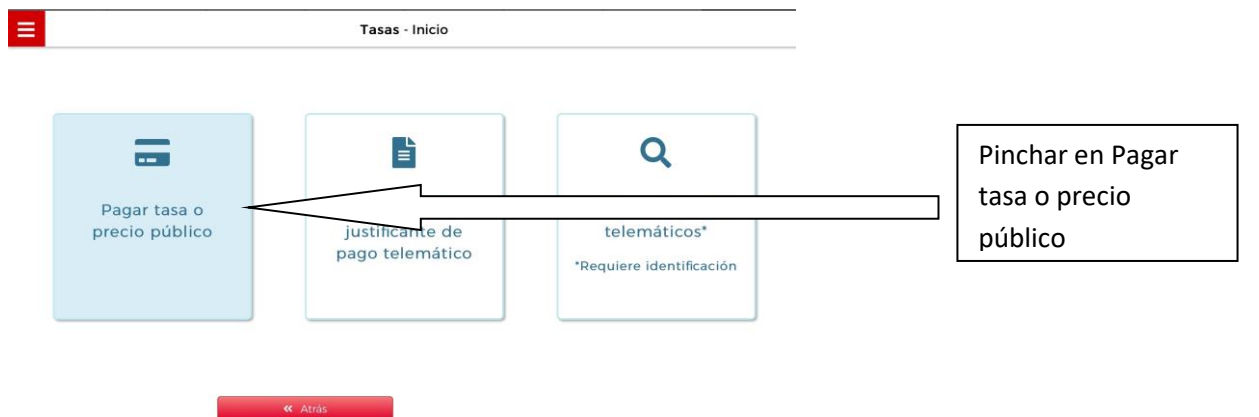 Tasas - Inicio
Pagar tasa o
precio público
justificante de
pago telemático
telemáticos*
*Requiere identificación
Pinchar en Pagar
tasa o precio
público
« Atrás